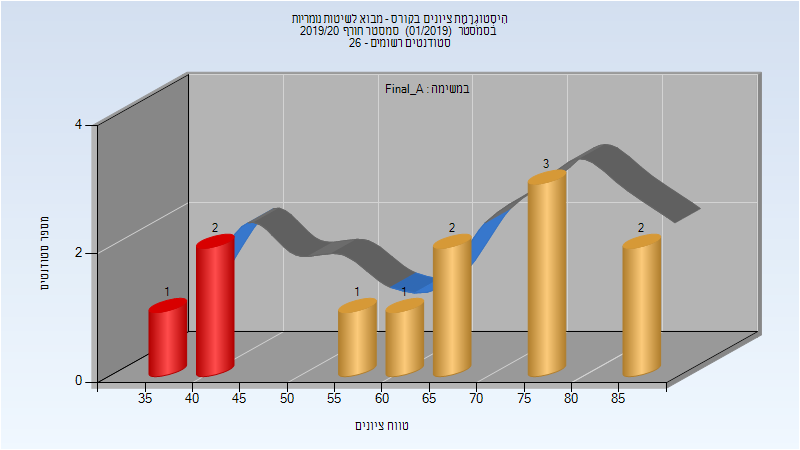 היסטוגרמת ציונים בקורס - מבוא לשיטות נומריות
בסמסטר (01/2019) סמסטר חורף 2019/20
סטודנטים רשומים - 26
במשימה : Final_A
מספר סטודנטים
4
2
0
1
2
1
1
2
3
2
35 40 45 50 55 60 65 70 75 80 85
טווח ציונים